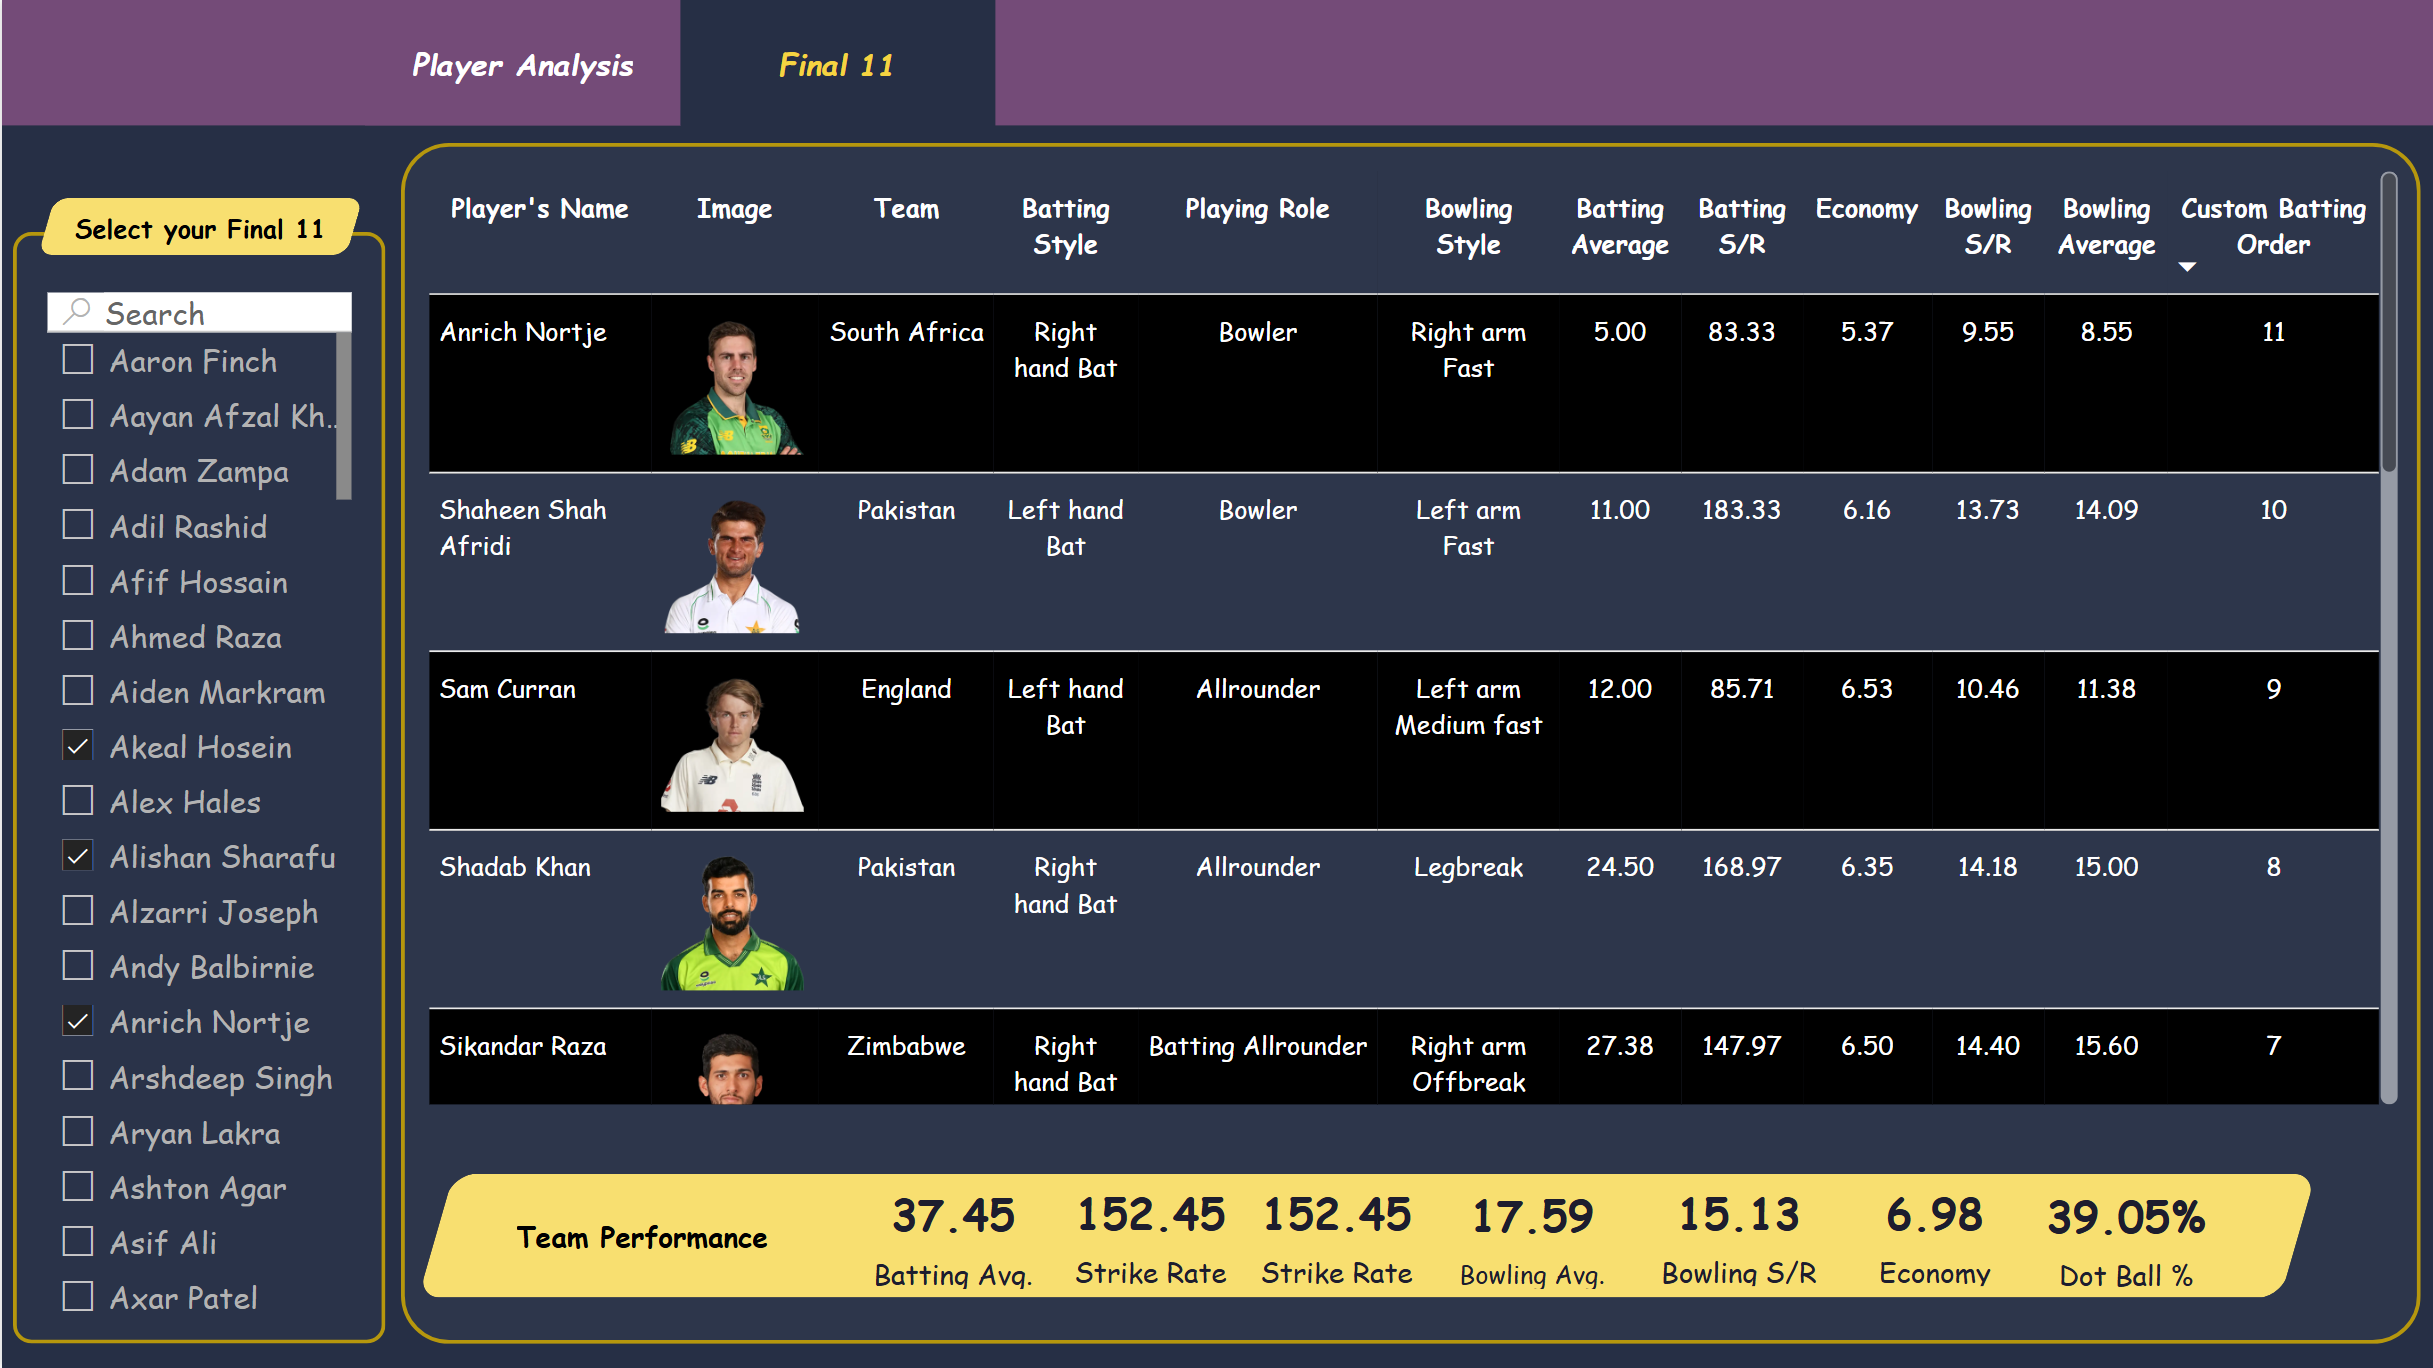 Player Analysis
Final 11
Select your Final 11
Search
Aaron Finch
Aayan Afzal Kh..
Adam Zampa
Adil Rashid
Afif Hossain
Ahmed Raza
Aiden Markram
Akeal Hosein
Alex Hales
Alishan Sharafu
Alzarri Joseph
Andy Balbirnie
Anrich Nortje
Arshdeep Singh
Aryan Lakra
Ashton Agar
Asif Ali
Axar Patel
Player's Name Image Team Batting Playing Role Bowling Batting Batting Economy Bowling Bowling Custom Batting
Style Style Average S/R S/R Average Order
Anrich Nortje South Africa Right Bowler Right arm 5.00 83.33 5.37 9.55 8.55 11
hand Bat Fast
Shaheen Shah Pakistan Left hand Bowler Left arm 11.00 183.33 6.16 13.73 14.09 10
Afridi Bat Fast
Sam Curran England Left hand Allrounder Left arm 12.00 85.71 6.53 10.46 11.38 9
Bat Medium fast
Shadab Khan Pakistan Right Allrounder Legbreak 24.50 168.97 6.35 14.18 15.00 8
hand Bat
Sikandar Raza Zimbabwe Right Batting Allrounder Right arm 27.38 147.97 6.50 14.40 15.60 7
hand Bat Offbreak
Team Performance
37.45 152.45 152.45 17.59 15.13 6.98 39.05%
Batting Avg. Strike Rate Strike Rate Bowling Avg. Bowling S/R Economy Dot Ball %